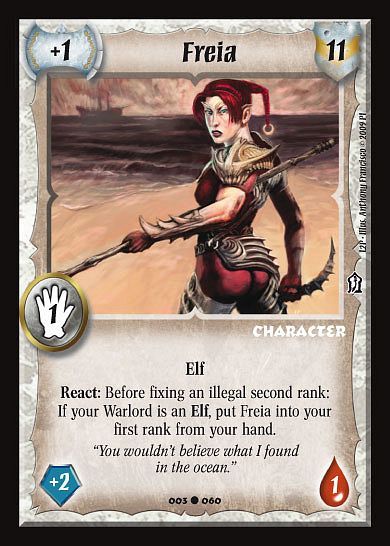 +1
Freia
11
121 • Illus. Anthony Francisco © 2009 PI
1
CHARACTER
Elf
React: Before fixing an illegal second rank:
If your Warlord is an Elf, put Freia into your
first rank from your hand.
“You wouldn’t believe what I found
in the ocean.”
+2
003 ● 060
1